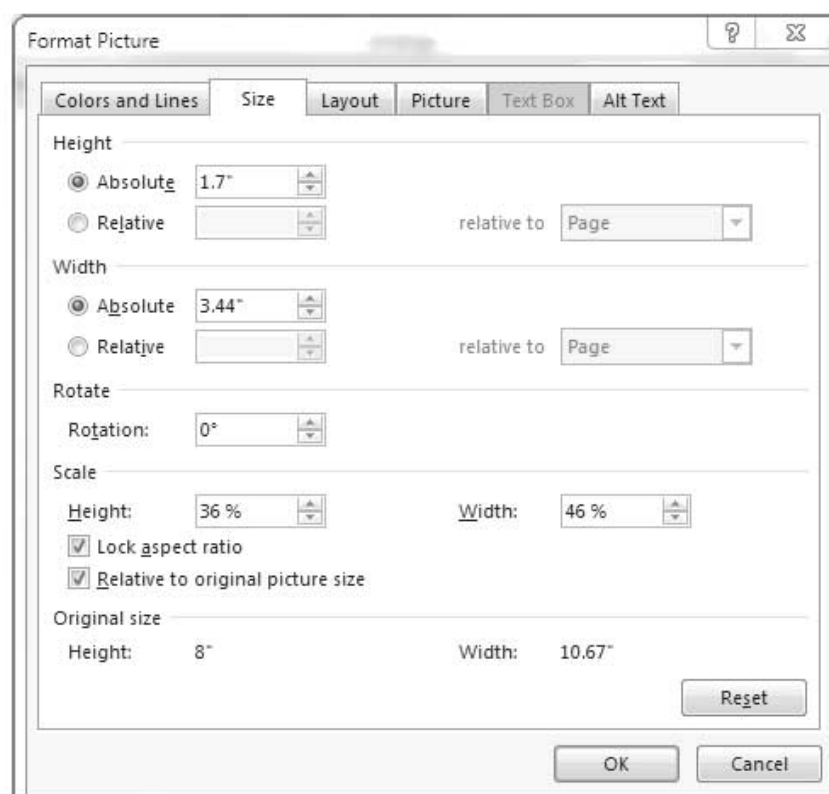 Format Picture
Colors and Lines Size Layout Picture Text Box Alt Text
Height
Absolute 1.7"
Relative relative to Page
Width
Absolute 3.44"
Relative relative to Page
Rotate
Rotation: 0°
Scale
Height: 36 % Width: 46 %
Lock aspect ratio
Relative to original picture size
Original size
Height: 8" Width: 10.67"
Reset
OK Cancel